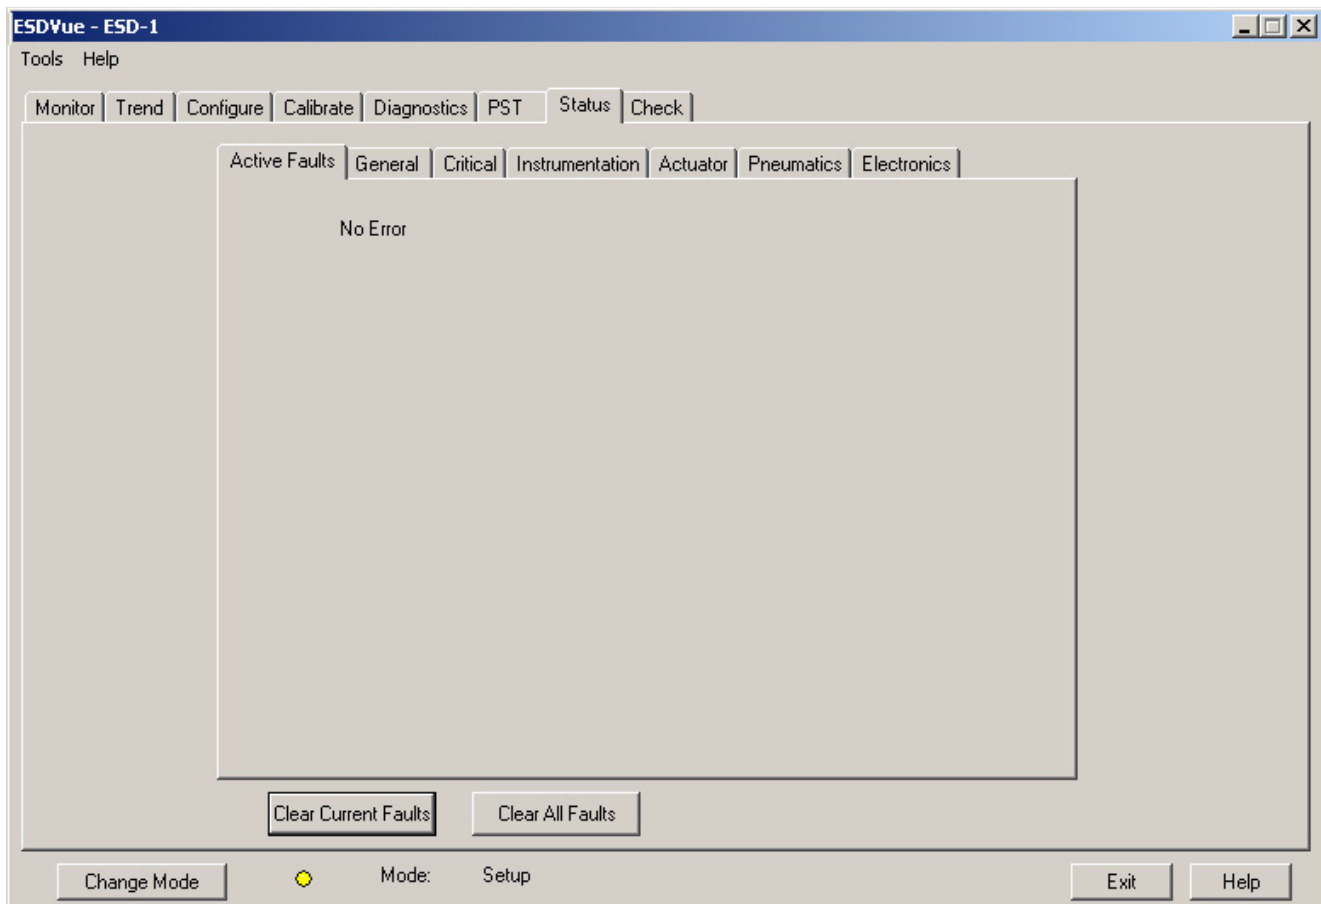 ESDVue - ESD-1
Tools Help
Monitor Trend Configure Calibrate Diagnostics PST Status Check
Active Faults General Critical Instrumentation Actuator Pneumatics Electronics
No Error
Clear Current Faults Clear All Faults
Change Mode Mode: Setup Exit Help